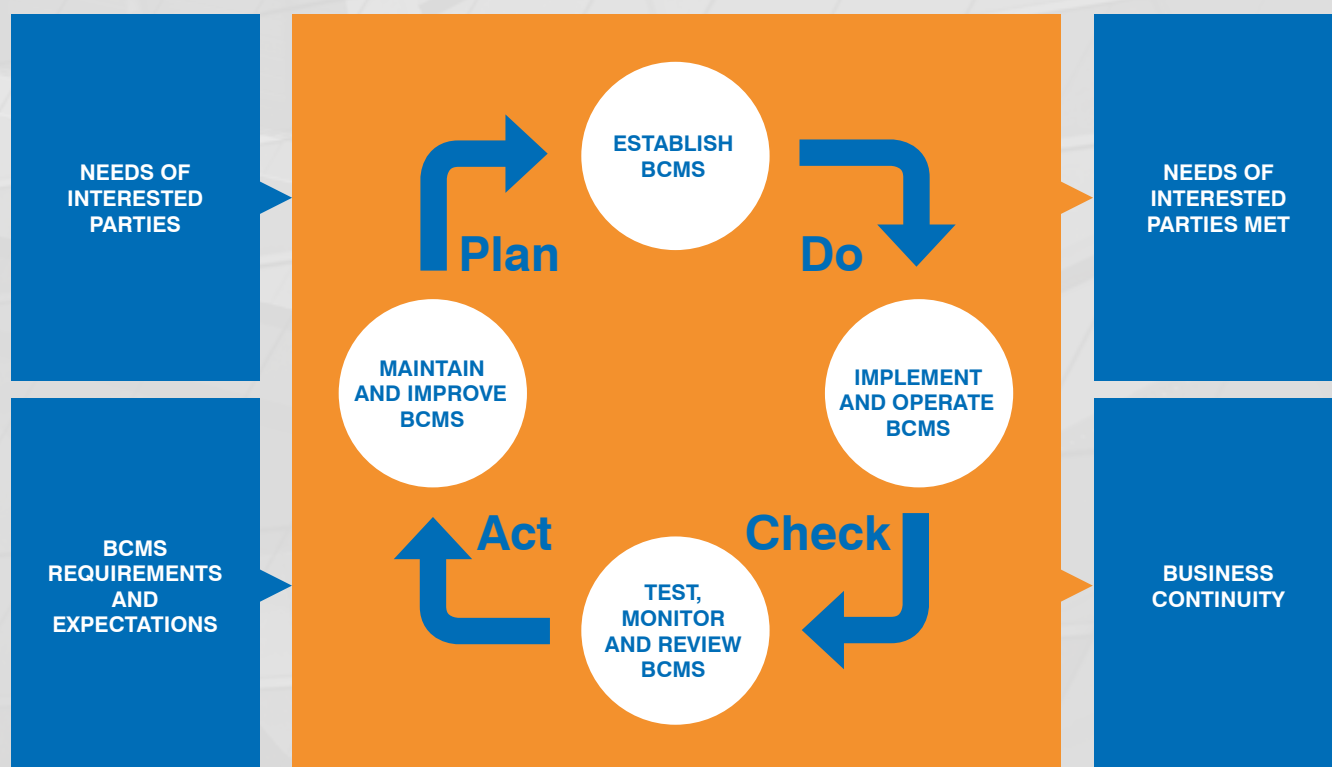 NEEDS OF
INTERESTED
PARTIES
BCMS
REQUIREMENTS
AND
EXPECTATIONS
ESTABLISH
BCMS
Plan
Do
MAINTAIN
AND IMPROVE
BCMS
IMPLEMENT
AND OPERATE
BCMS
Act
Check
TEST,
MONITOR
AND REVIEW
BCMS
NEEDS OF
INTERESTED
PARTIES MET
BUSINESS
CONTINUITY